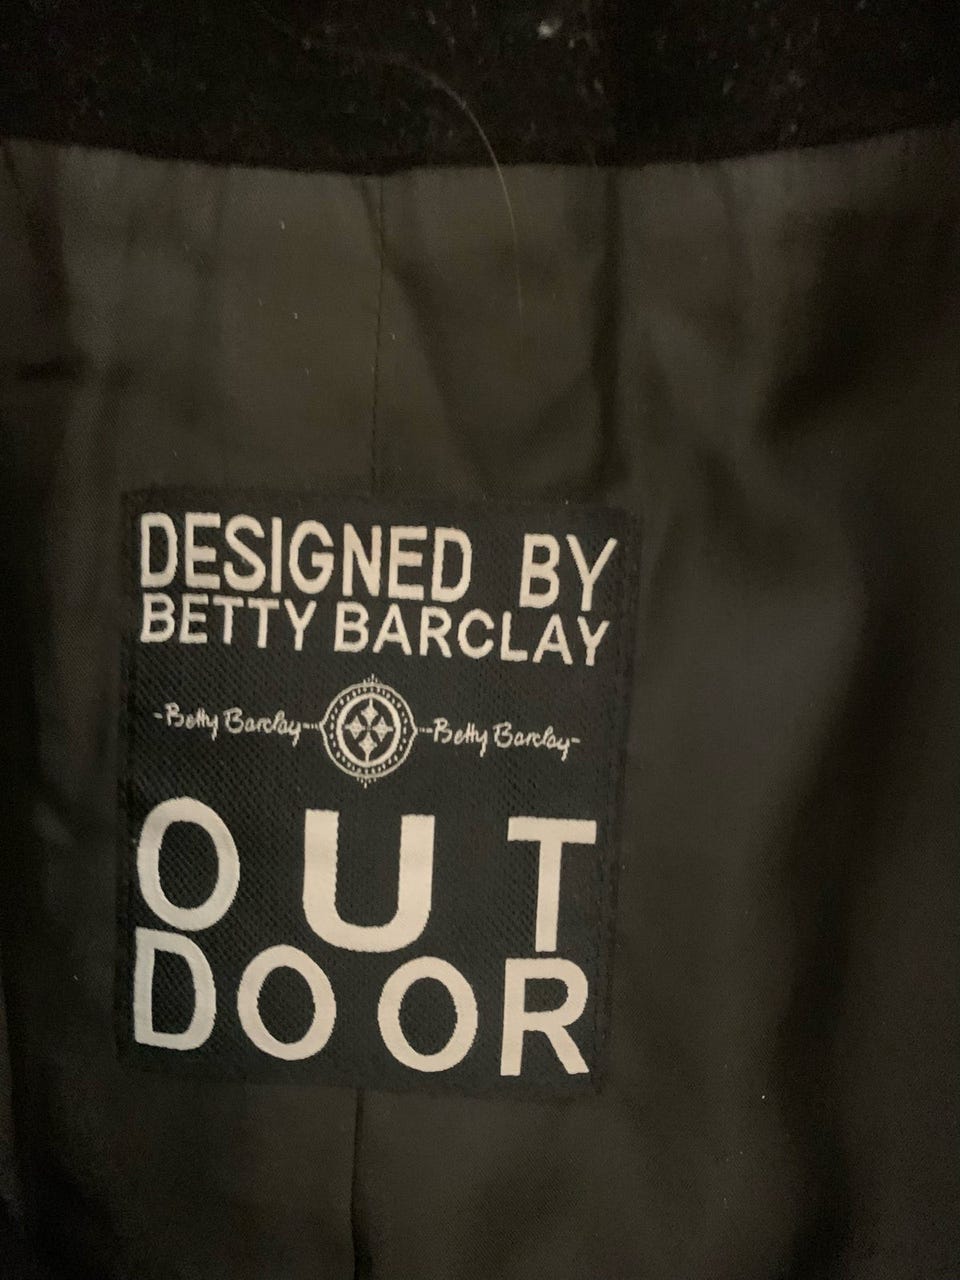 DESIGNED BY
BETTY BARCLAY
-Betty Barclay- -Betty Barclay-
OUT
DOOR